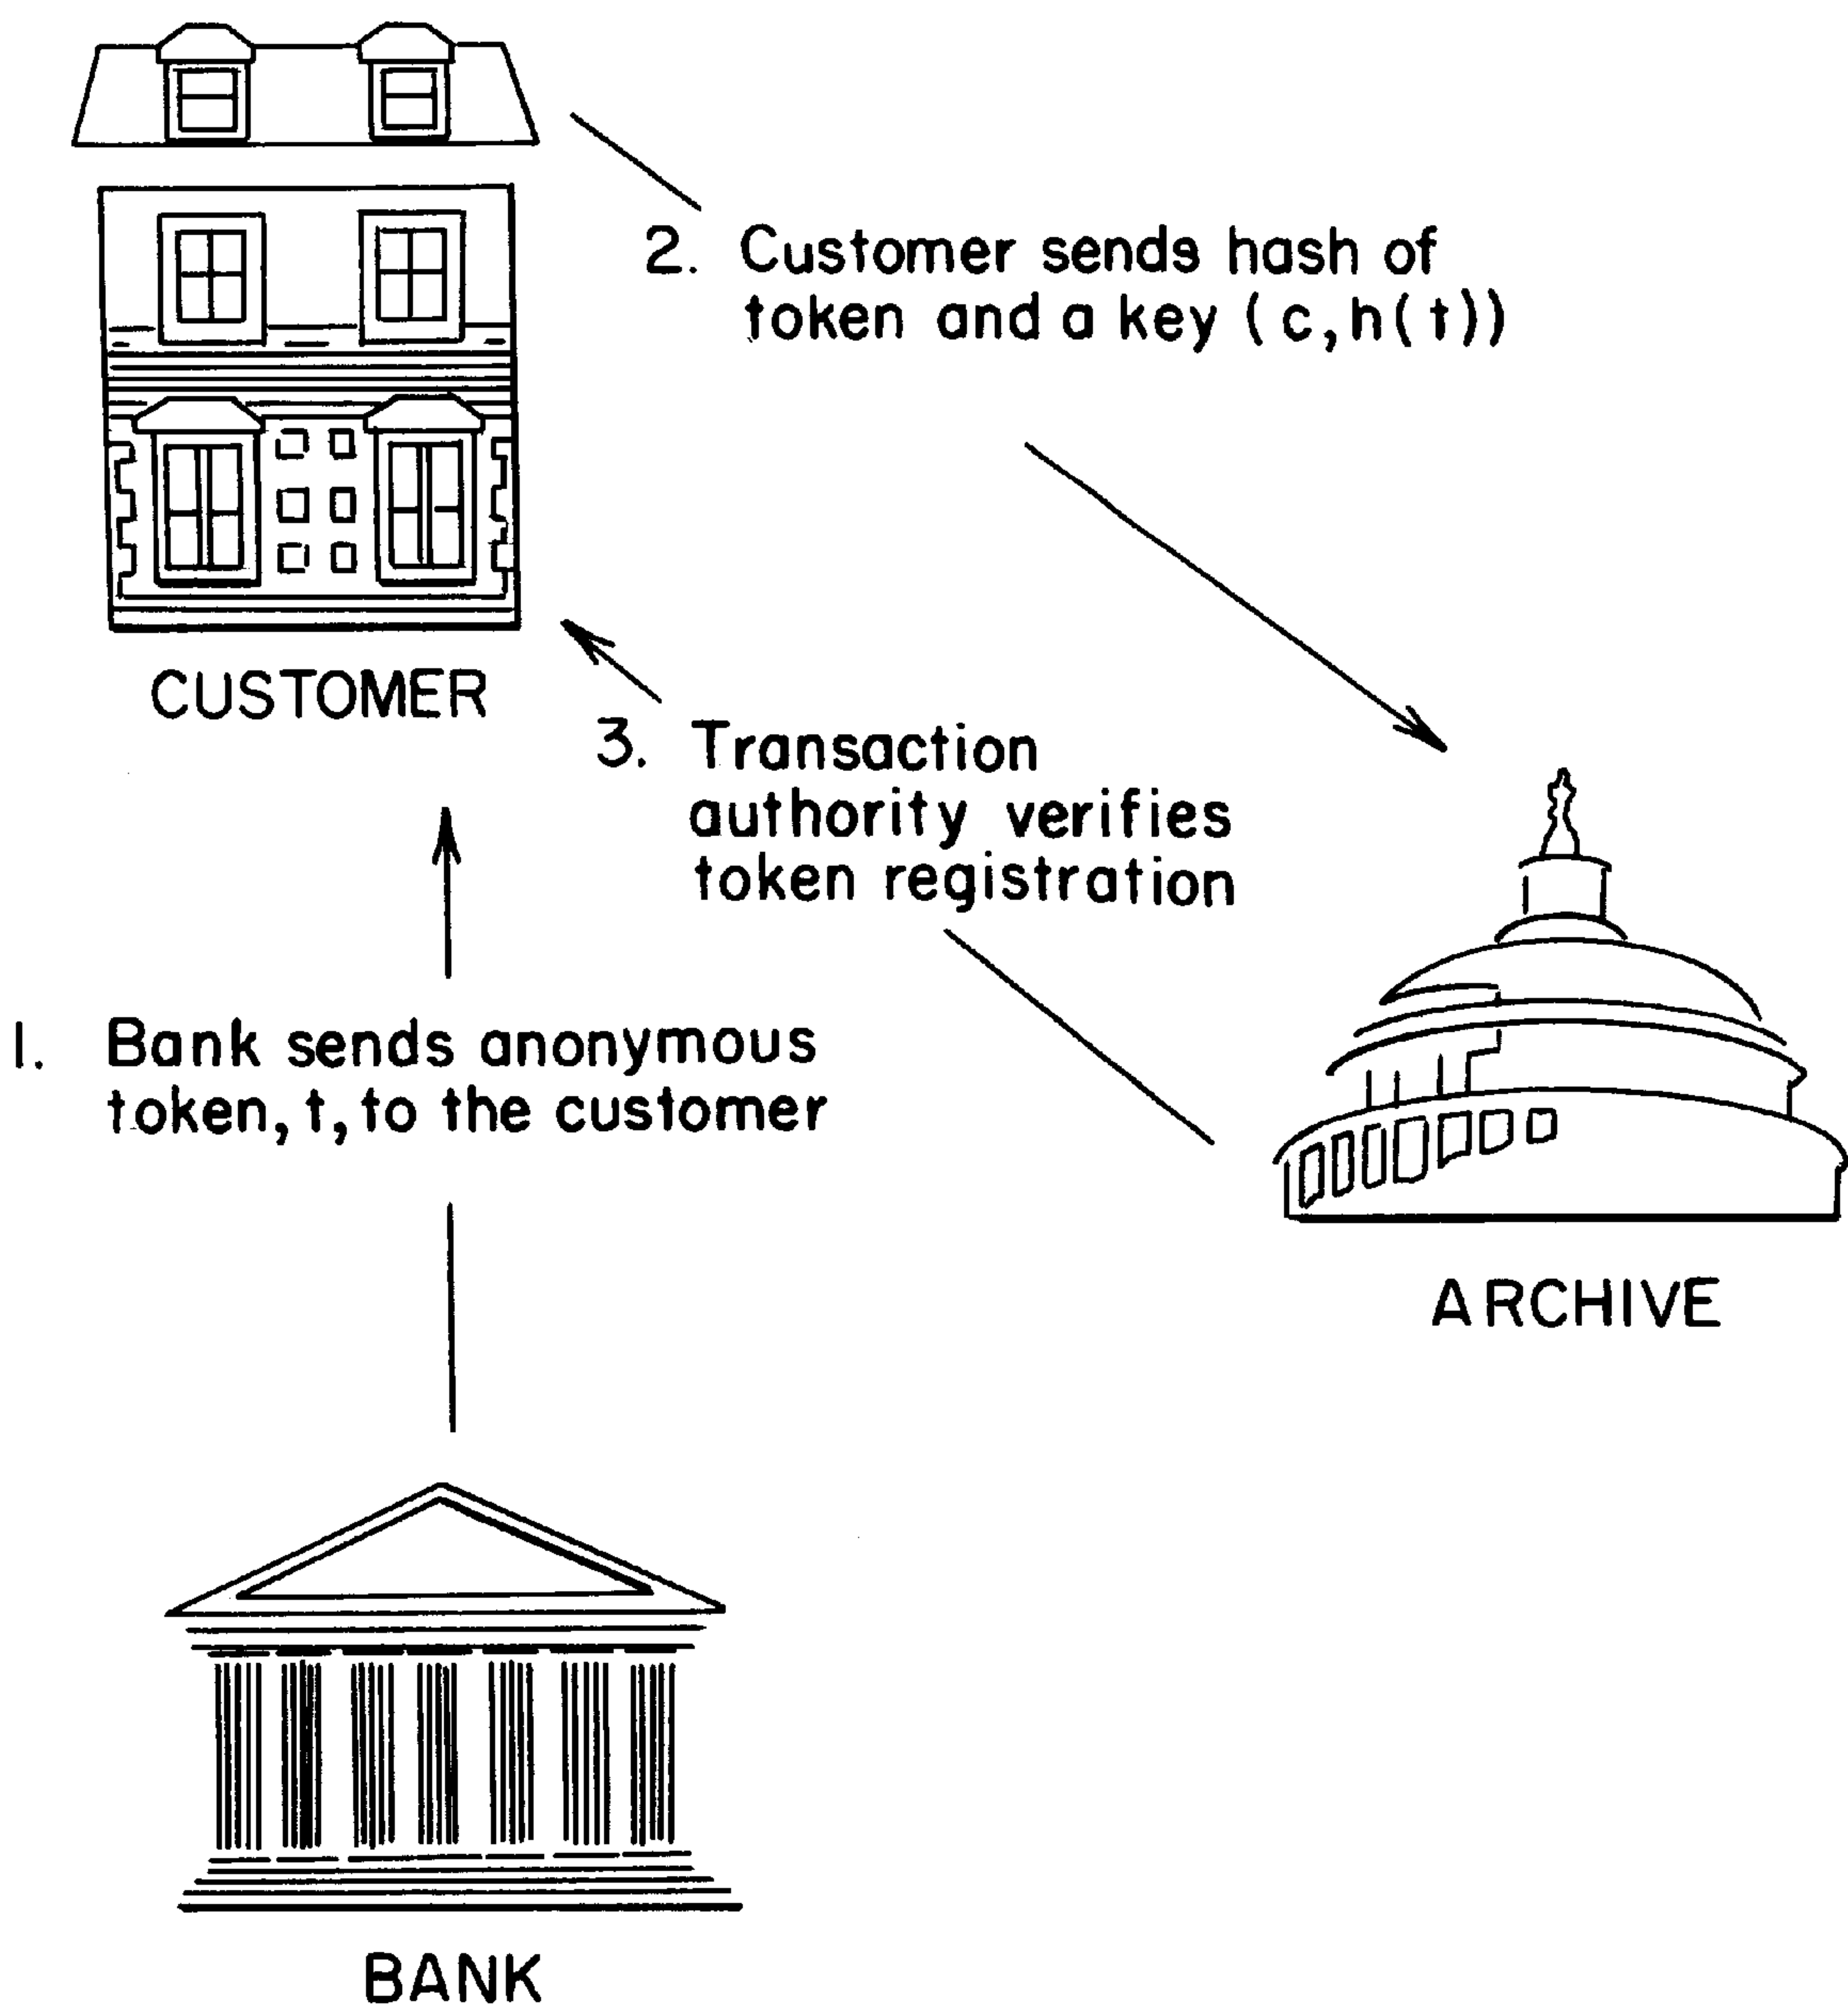 2. Customer sends hash of
token and a key (c,h(t))
CUSTOMER
3. Transaction
authority verifies
token registration
1. Bank sends anonymous
token, t, to the customer
ARCHIVE
BANK